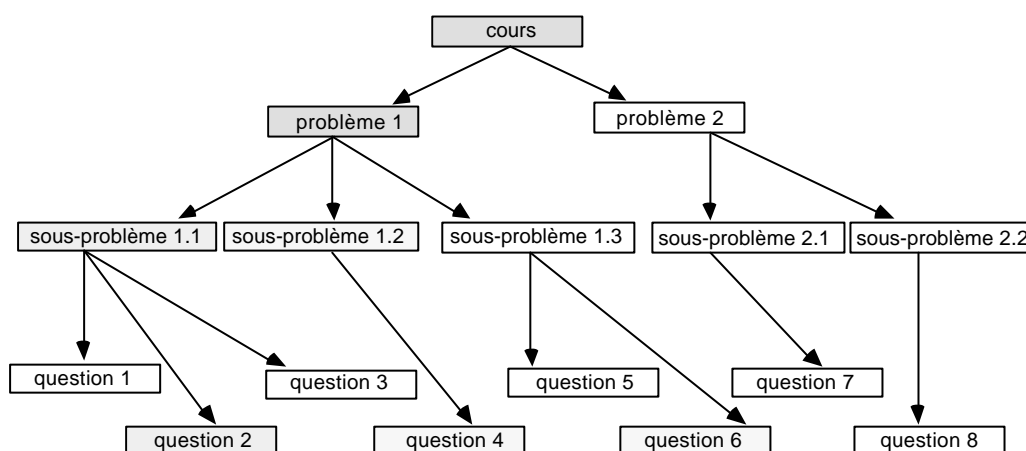 cours
problème 1
problème 2
sous-problème 1.1
sous-problème 1.2
sous-problème 1.3
sous-problème 2.1
sous-problème 2.2
question 1
question 3
question 5
question 7
question 2
question 4
question 6
question 8